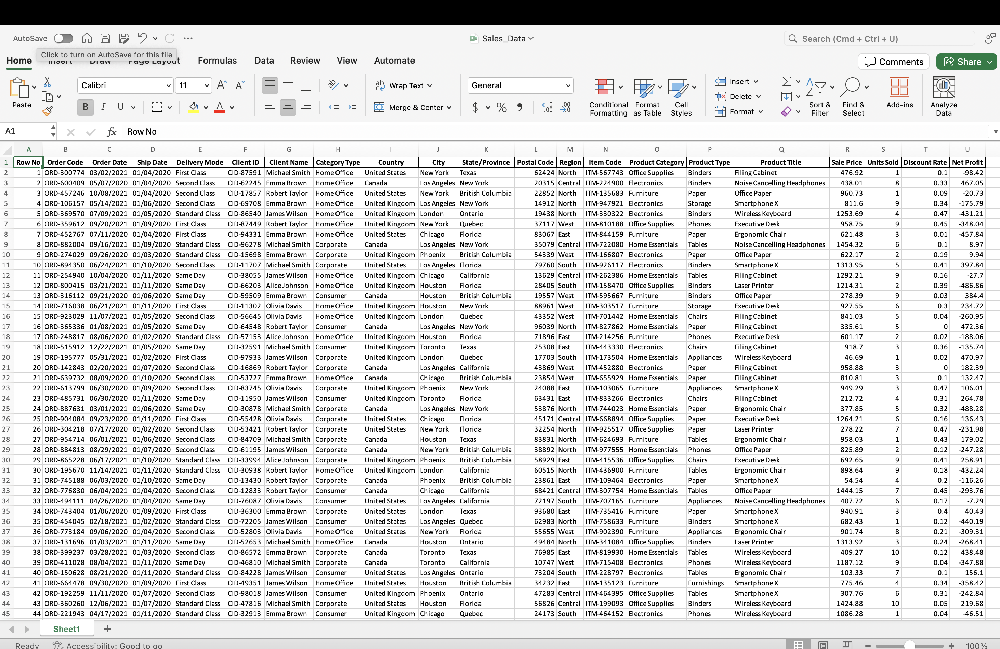 AutoSave
Sales_Data
Search (Cmd + Ctrl + U)
Click to turn on AutoSave for this file
Home Insert Draw Page Layout Formulas Data Review View Automate Comments Share
Paste Calibri 11 Wrap Text General Insert
B I U Merge & Center $ % Conditional Formatting Format as Table Cell Styles Delete Format Sort & Filter Find & Select Add-ins Analyze Data
A1 fx Row No
A B C D E F G H I J K L M N O P Q R S T U
1 Row No Order Code Order Date Ship Date Delivery Mode Client ID Client Name Category Type Country City State/Province Postal Code Region Item Code Product Category Product Type Product Title Sale Price Units Sold Discount Rate Net Profit
2 1 ORD-300774 03/02/2021 01/04/2020 First Class CID-87591 Michael Smith Home Office United States New York Texas 62424 North ITM-567743 Office Supplies Binders Filing Cabinet 476.92 1 0.1 -98.42
3 2 ORD-600409 05/07/2020 01/04/2020 Second Class CID-62245 Emma Brown Home Office Canada Los Angeles New York 20315 Central ITM-224900 Electronics Binders Noise Cancelling Headphones 438.01 8 0.33 467.05
4 3 ORD-457246 10/08/2021 01/04/2020 Second Class CID-17857 Robert Taylor Home Office United States New York British Columbia 22852 North ITM-135683 Furniture Paper Office Paper 960.73 1 0.09 -20.73
5 4 ORD-106157 05/14/2021 01/06/2020 Second Class CID-69708 Emma Brown Home Office United Kingdom Los Angeles New York 14912 North ITM-947921 Electronics Storage Smartphone X 811.6 9 0.34 -175.79
6 5 ORD-369570 07/09/2021 01/05/2020 Standard Class CID-86540 James Wilson Home Office United Kingdom London Ontario 19438 North ITM-330322 Electronics Binders Wireless Keyboard 1253.69 4 0.47 -431.21
7 6 ORD-359612 09/20/2021 01/09/2020 First Class CID-87449 Robert Taylor Home Office United Kingdom New York Quebec 37117 West ITM-810188 Office Supplies Phones Executive Desk 958.75 9 0.45 -348.04
8 7 ORD-452767 07/11/2020 01/04/2020 First Class CID-94331 Emma Brown Home Office United States Chicago Florida 83067 East ITM-844159 Furniture Paper Ergonomic Chair 621.48 3 0.01 -457.84
9 8 ORD-882004 09/16/2021 01/09/2020 Standard Class CID-96278 Michael Smith Corporate Canada Los Angeles New York 35079 Central ITM-722080 Home Essentials Tables Noise Cancelling Headphones 1454.32 6 0.1 8.97
10 9 ORD-274029 09/26/2020 01/03/2020 Standard Class CID-15698 Emma Brown Corporate United Kingdom Phoenix British Columbia 54339 West ITM-166807 Electronics Paper Office Paper 622.17 2 0.19 9.94
11 10 ORD-894350 06/24/2021 01/10/2020 Second Class CID-11707 Michael Smith Corporate United States Los Angeles Florida 79760 South ITM-926117 Electronics Binders Smartphone X 1313.95 5 0.41 397.84
12 11 ORD-254940 10/04/2020 01/11/2020 Same Day CID-38055 James Wilson Home Office United Kingdom Chicago California 13629 Central ITM-262386 Home Essentials Tables Filing Cabinet 1292.21 9 0.16 -27.7
13 12 ORD-800415 03/21/2021 01/11/2020 Same Day CID-66203 Alice Johnson Home Office United Kingdom Houston Florida 28405 South ITM-158470 Office Supplies Binders Laser Printer 1214.31 2 0.39 -486.86
14 13 ORD-316112 09/21/2020 01/06/2020 Same Day CID-59509 Emma Brown Consumer Canada Houston British Columbia 19557 West ITM-595667 Furniture Binders Office Paper 278.39 9 0.03 384.4
15 14 ORD-716038 06/21/2021 01/11/2020 First Class CID-11302 Olivia Davis Home Office United Kingdom Houston New York 88961 West ITM-303517 Furniture Storage Executive Desk 927.55 6 0.3 234.72
16 15 ORD-923029 11/07/2021 01/05/2020 Second Class CID-56645 Olivia Davis Home Office United Kingdom London Quebec 43352 West ITM-701442 Home Essentials Chairs Filing Cabinet 841.03 5 0.04 -260.95
17 16 ORD-365336 01/08/2021 01/05/2020 Same Day CID-64548 Robert Taylor Consumer Canada Los Angeles New York 96039 North ITM-827862 Home Essentials Paper Filing Cabinet 335.61 5 0 472.36
18 17 ORD-248817 08/06/2020 01/02/2020 Standard Class CID-57153 Alice Johnson Home Office United Kingdom Houston Florida 71896 East ITM-214256 Furniture Phones Executive Desk 601.17 2 0.02 -188.06
19 18 ORD-515912 12/22/2021 01/05/2020 Same Day CID-32591 Michael Smith Consumer United Kingdom Toronto Texas 25308 East ITM-443330 Electronics Chairs Filing Cabinet 918.7 3 0.36 -135.74
20 19 ORD-195777 05/31/2021 01/02/2020 First Class CID-97933 James Wilson Corporate United Kingdom London Quebec 17703 South ITM-173504 Home Essentials Appliances Wireless Keyboard 46.69 1 0.02 470.97
21 20 ORD-142843 02/20/2021 01/07/2020 Second Class CID-16869 Robert Taylor Corporate Canada Los Angeles California 43869 West ITM-452880 Electronics Paper Filing Cabinet 958.88 3 0 182.39
22 21 ORD-639732 08/09/2020 01/10/2020 Second Class CID-53727 Emma Brown Home Office Canada Chicago British Columbia 23854 West ITM-655929 Home Essentials Paper Filing Cabinet 810.81 3 0.1 132.47
23 22 ORD-613799 06/30/2020 01/09/2020 Second Class CID-83745 Olivia Davis Corporate United Kingdom Phoenix New York 24088 East ITM-103065 Furniture Appliances Smartphone X 949.29 3 0.47 106.01
24 23 ORD-485731 06/30/2020 01/11/2020 Same Day CID-11950 James Wilson Consumer United Kingdom Toronto Florida 63431 East ITM-833266 Electronics Chairs Filing Cabinet 212.72 4 0.31 264.78
25 24 ORD-887631 03/01/2021 01/06/2020 Same Day CID-30878 Michael Smith Corporate Canada Los Angeles New York 53876 North ITM-744023 Home Essentials Paper Ergonomic Chair 377.85 5 0.32 -488.28
26 25 ORD-904084 09/23/2020 01/11/2020 First Class CID-55428 Olivia Davis Corporate United States Chicago Florida 45171 Central ITM-668894 Office Supplies Paper Executive Desk 1264.21 6 0.16 136.43
27 26 ORD-304218 07/17/2020 01/02/2020 Second Class CID-53421 Robert Taylor Corporate United States New York Florida 32254 North ITM-925517 Office Supplies Paper Laser Printer 278.22 7 0.47 -231.98
28 27 ORD-954714 06/01/2021 01/06/2020 Second Class CID-84709 Michael Smith Corporate Canada Houston Texas 83831 North ITM-624693 Furniture Tables Ergonomic Chair 958.03 1 0.43 179.02
29 28 ORD-884813 08/29/2021 01/07/2020 Second Class CID-61195 James Wilson Corporate Canada New York British Columbia 38892 North ITM-977555 Home Essentials Phones Office Paper 825.89 2 0.12 -247.28
30 29 ORD-865228 06/17/2021 01/10/2020 Standard Class CID-33994 Alice Johnson Corporate United Kingdom Phoenix British Columbia 58929 East ITM-415536 Office Supplies Chairs Executive Desk 692.65 9 0.41 258.91
31 30 ORD-195670 11/14/2021 01/11/2020 Standard Class CID-30938 Robert Taylor Home Office United Kingdom London California 60515 North ITM-436900 Furniture Tables Ergonomic Chair 898.64 9 0.18 -432.24
32 31 ORD-745188 06/03/2020 01/10/2020 Same Day CID-13430 Robert Taylor Corporate Canada Phoenix British Columbia 23861 East ITM-109464 Electronics Paper Smartphone X 54.54 4 0.2 -116.26
33 32 ORD-776830 06/04/2021 01/04/2020 Second Class CID-12833 Robert Taylor Consumer Canada Chicago California 68421 Central ITM-307754 Home Essentials Tables Office Paper 1444.15 7 0.45 -293.76
34 33 ORD-494111 04/26/2020 01/04/2020 Same Day CID-76087 Olivia Davis Consumer United States Los Angeles California 72197 South ITM-707165 Furniture Appliances Noise Cancelling Headphones 407.72 6 0.17 -7.29
35 34 ORD-743404 01/06/2020 01/09/2020 First Class CID-36300 Emma Brown Corporate United States London Texas 93680 East ITM-735416 Furniture Paper Smartphone X 940.91 3 0.4 40.43
36 35 ORD-454045 02/18/2021 01/02/2020 Standard Class CID-72205 James Wilson Consumer United States Los Angeles Quebec 62983 North ITM-758633 Furniture Binders Smartphone X 682.43 1 0.12 -440.19
37 36 ORD-773184 09/06/2020 01/04/2020 Second Class CID-52803 Olivia Davis Home Office United States New York Florida 55655 West ITM-902390 Furniture Appliances Ergonomic Chair 901.74 8 0.21 -309.31
38 37 ORD-131696 01/03/2021 01/11/2020 Same Day CID-52653 Michael Smith Home Office Canada Houston Ontario 49484 North ITM-341084 Office Supplies Binders Laser Printer 1313.92 3 0.24 -268.41
39 38 ORD-399237 03/28/2021 01/03/2020 Second Class CID-86572 Emma Brown Corporate Canada Toronto Texas 76985 East ITM-819930 Home Essentials Tables Wireless Keyboard 409.27 10 0.12 438.48
40 39 ORD-411028 08/04/2021 01/11/2020 Same Day CID-46810 Michael Smith Corporate Canada Toronto California 10747 West ITM-715408 Electronics Phones Wireless Keyboard 1187.12 9 0.04 -347.88
41 40 ORD-150628 08/21/2020 01/11/2020 Standard Class CID-84228 James Wilson Consumer United States Los Angeles Ontario 73204 South ITM-228797 Electronics Tables Ergonomic Chair 103.33 7 0.1 156.1
42 41 ORD-664478 09/30/2020 01/09/2020 First Class CID-49351 James Wilson Home Office United States Houston British Columbia 34232 East ITM-135123 Furniture Furnishings Smartphone X 775.46 4 0.34 -358.42
43 42 ORD-192259 11/11/2020 01/07/2020 Second Class CID-98018 James Wilson Consumer United Kingdom Phoenix Ontario 47283 Central ITM-464395 Office Supplies Tables Smartphone X 307.76 6 0.31 -242.84
44 43 ORD-360260 12/06/2021 01/07/2020 Standard Class CID-47816 Michael Smith Corporate United States Houston Florida 56826 Central ITM-199093 Office Supplies Binders Wireless Keyboard 1424.88 10 0.05 219.68
45 44 ORD-221943 04/17/2021 01/11/2020 Standard Class CID-32913 Emma Brown Consumer United Kingdom Chicago Quebec 24173 South ITM-464152 Electronics Phones Wireless Keyboard 1086.28 1 0.04 -46.51
Sheet1
Ready Accessibility: Good to go 100%